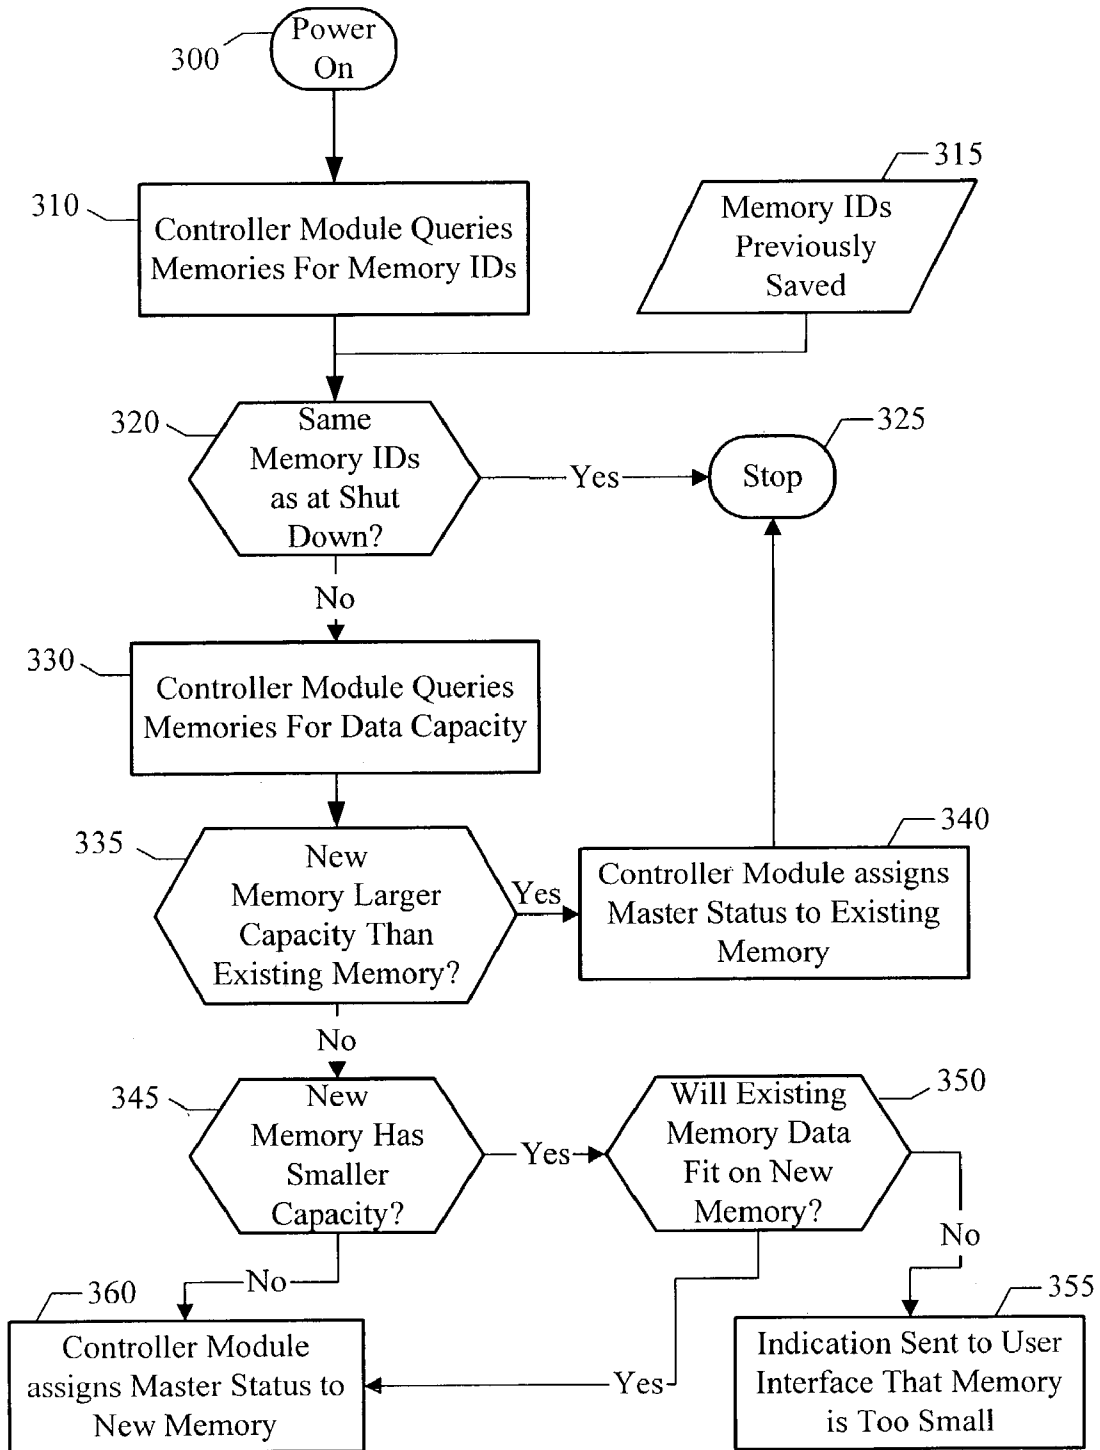 300
Power
On
310
Controller Module Queries
Memories For Memory IDs
315
Memory IDs
Previously
Saved
320
Same
Memory IDs
as at Shut
Down?
Yes
325
Stop
No
330
Controller Module Queries
Memories For Data Capacity
335
New
Memory Larger
Capacity Than
Existing Memory?
Yes
340
Controller Module assigns
Master Status to Existing
Memory
No
345
New
Memory Has
Smaller
Capacity?
Yes
350
Will Existing
Memory Data
Fit on New
Memory?
No
No
360
Controller Module
assigns Master Status to
New Memory
Yes
355
Indication Sent to User
Interface That Memory
is Too Small